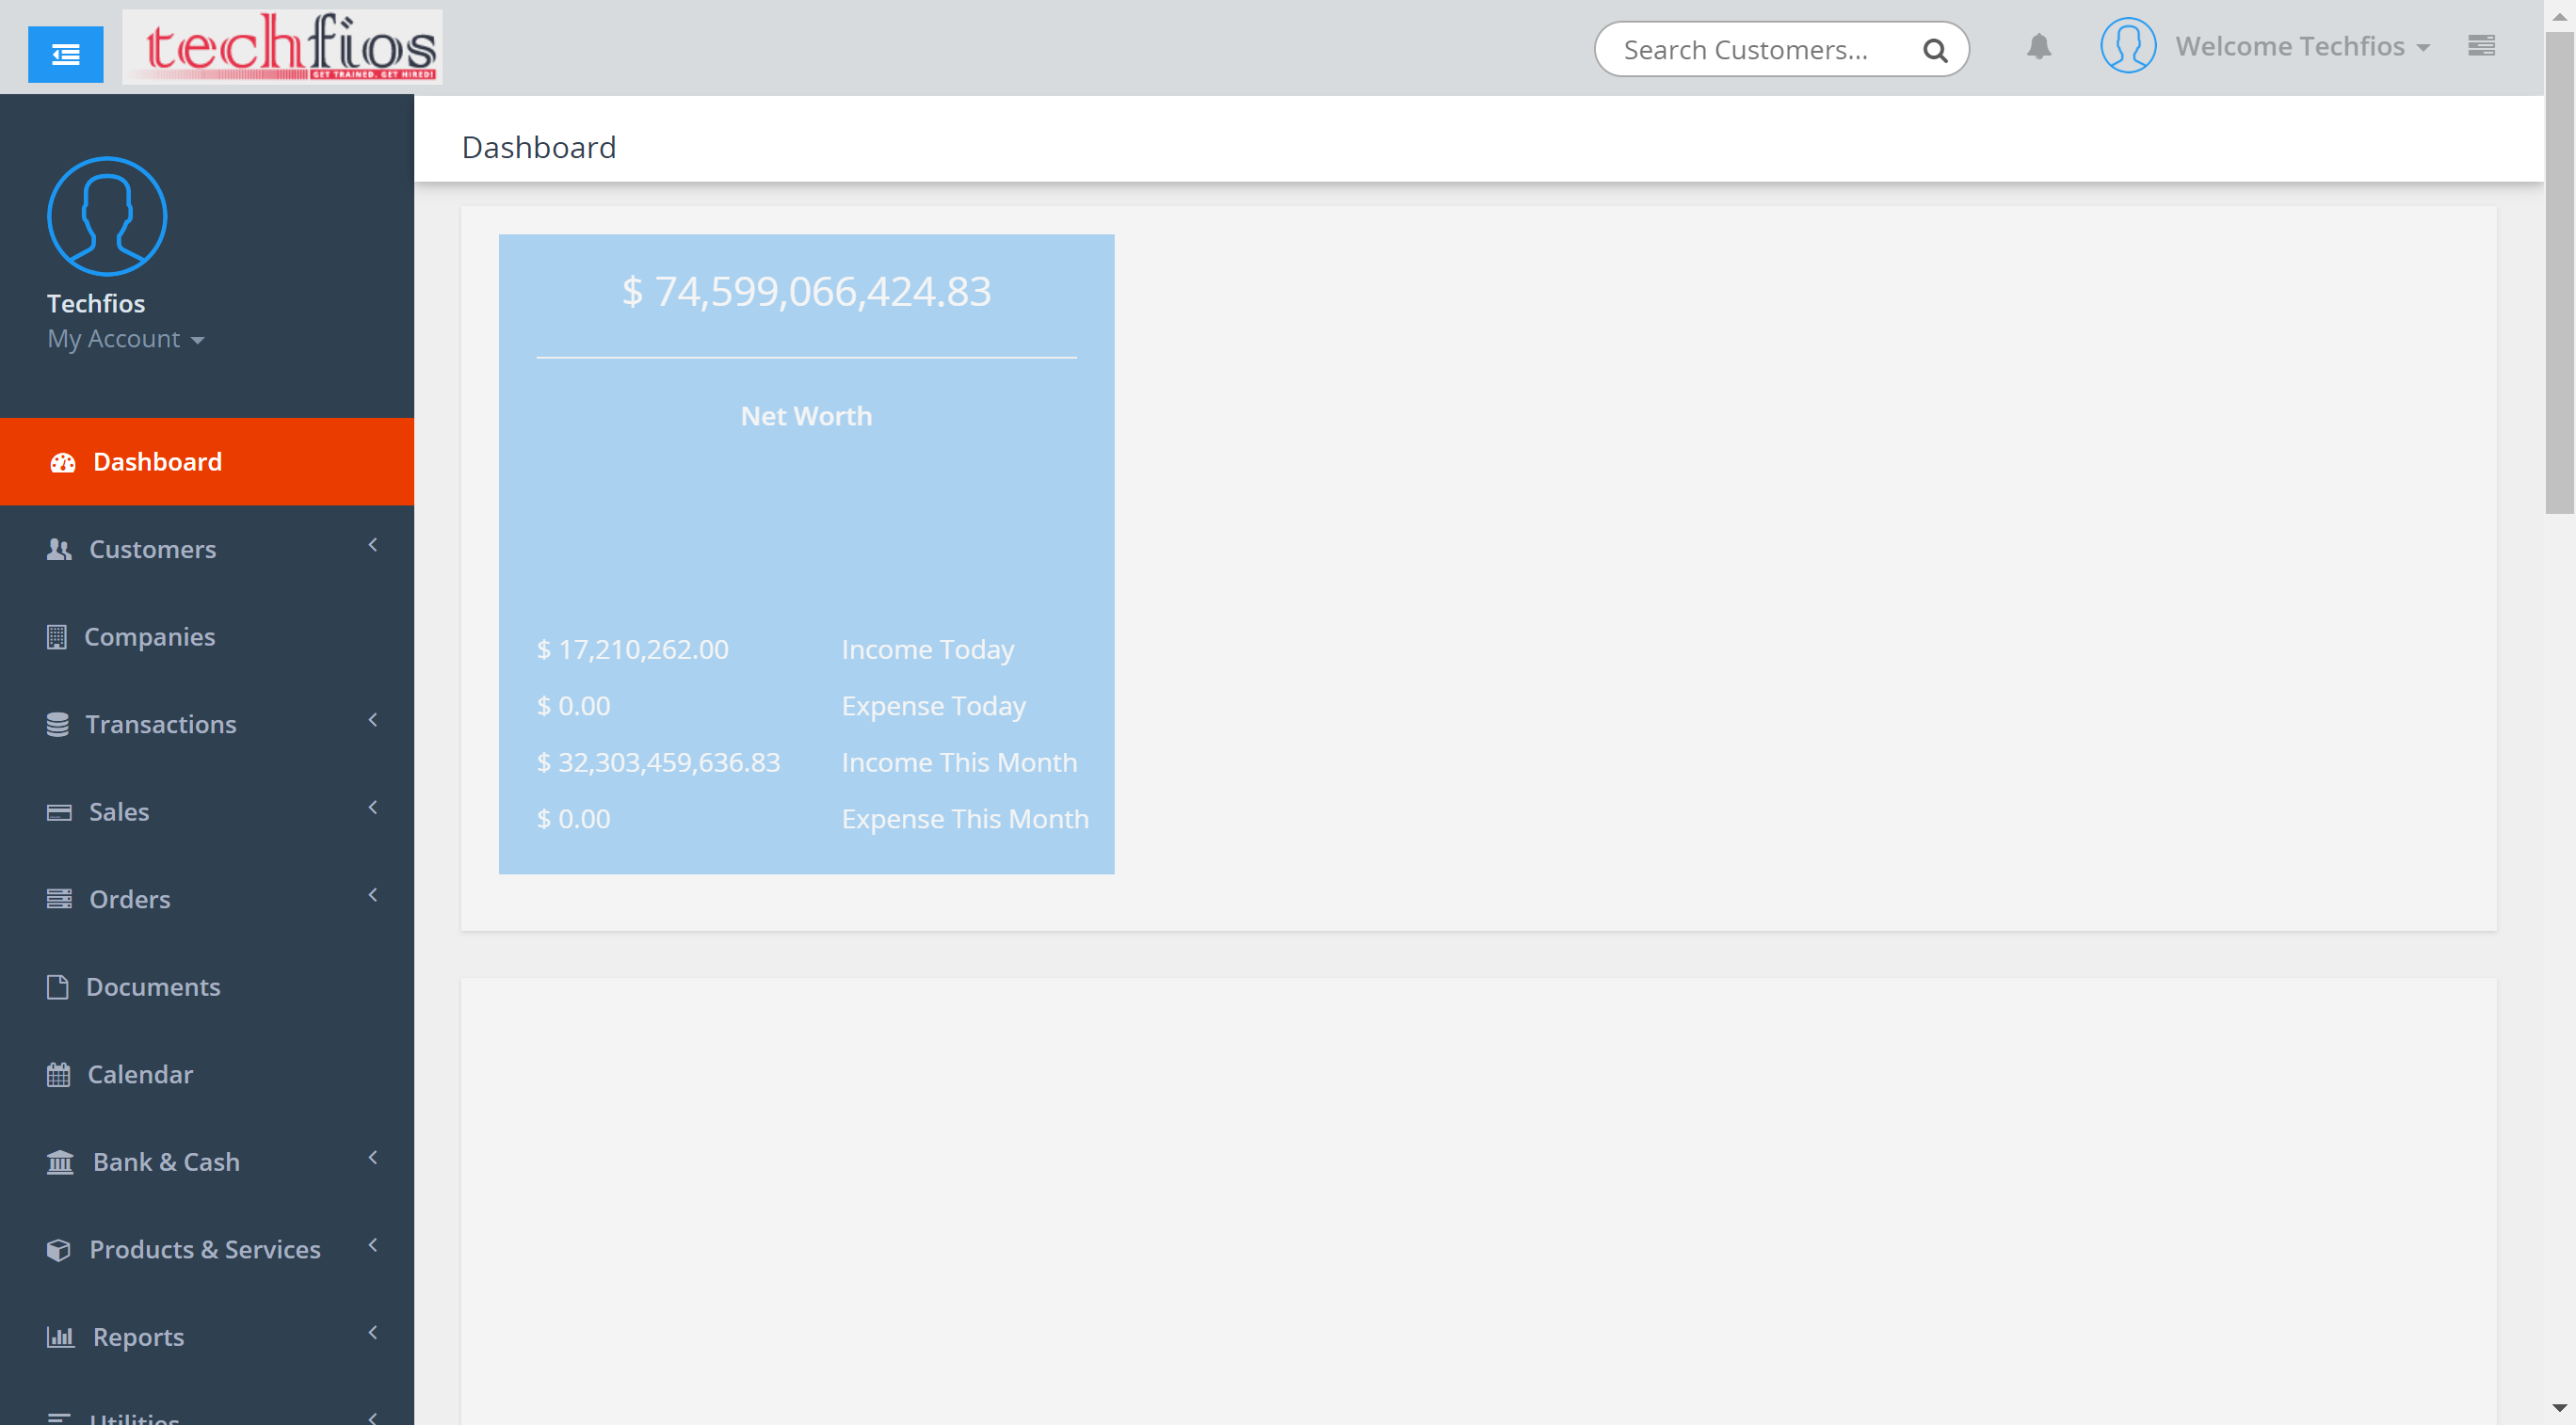 techfios
GET TRAINED. GET HIRED!
Search Customers...
Welcome Techfios
Techfios
My Account
Dashboard
Customers
Companies
Transactions
Sales
Orders
Documents
Calendar
Bank & Cash
Products & Services
Reports
Utilities
Dashboard
$ 74,599,066,424.83
Net Worth
$ 17,210,262.00 Income Today
$ 0.00 Expense Today
$ 32,303,459,636.83 Income This Month
$ 0.00 Expense This Month